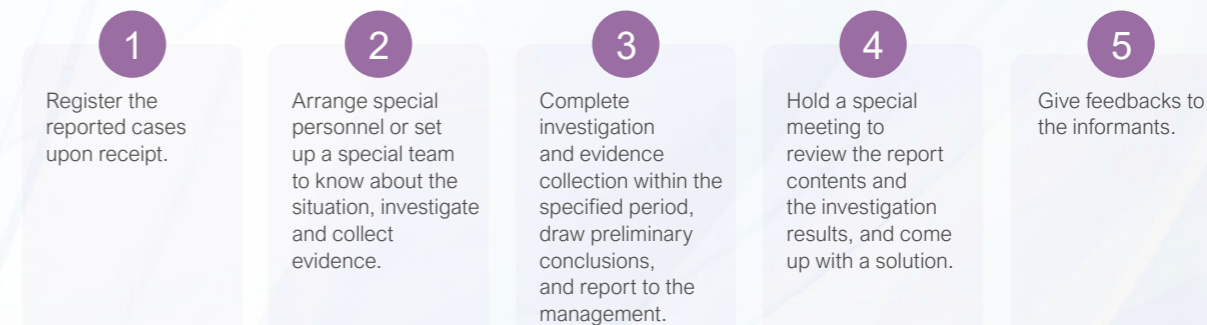 1
Register the
reported cases
upon receipt.
2
Arrange special
personnel or set
up a special team
to know about the
situation, investigate
and collect
evidence.
3
Complete
investigation
and evidence
collection within the
specified period,
draw preliminary
conclusions,
and report to the
management.
4
Hold a special
meeting to
review the report
contents and
the investigation
results, and come
up with a solution.
5
Give feedbacks to
the informants.